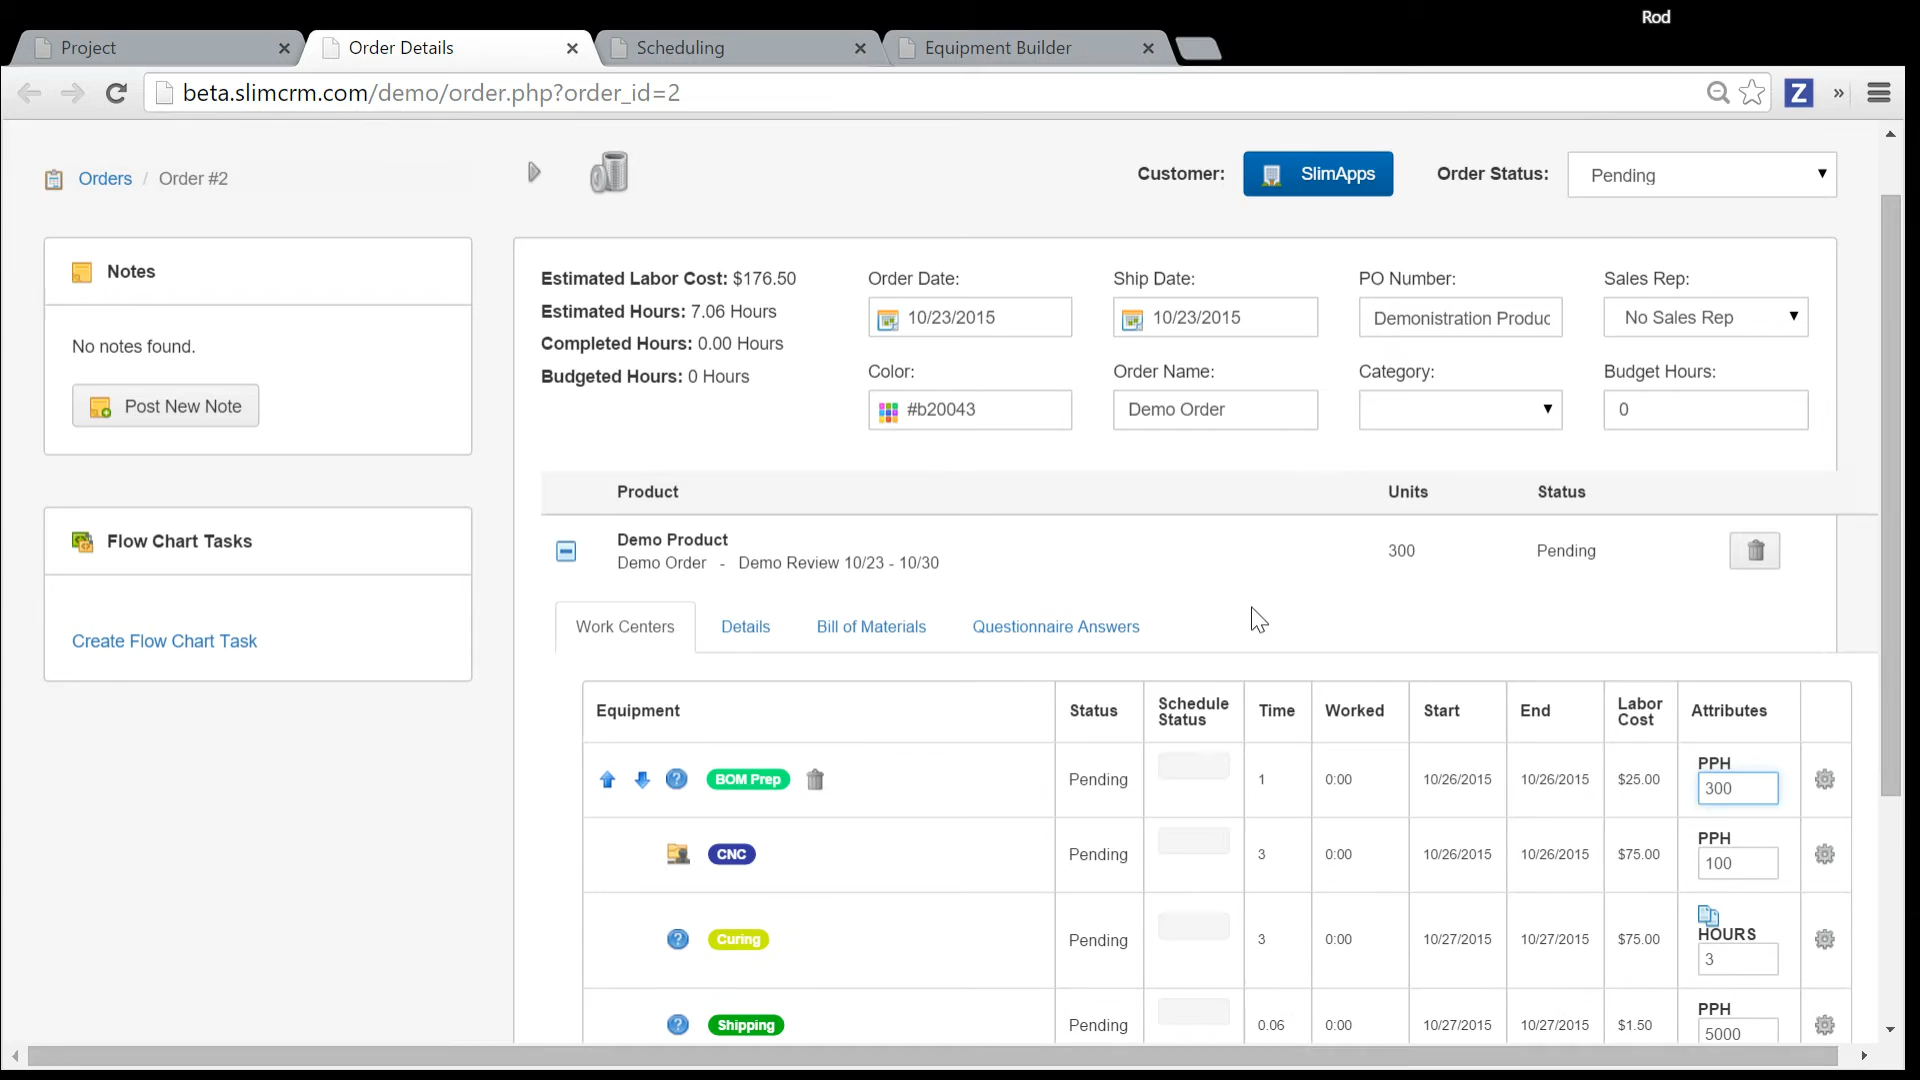 Rod
Project
Order Details
Scheduling
Equipment Builder
beta.slimcrm.com/demo/order.php?order_id=2
Z »
Orders / Order #2
Customer: SlimApps Order Status: Pending
Notes
No notes found.
Post New Note
Flow Chart Tasks
Create Flow Chart Task
Estimated Labor Cost: $176.50
Estimated Hours: 7.06 Hours
Completed Hours: 0.00 Hours
Budgeted Hours: 0 Hours
Order Date: Ship Date: PO Number: Sales Rep:
10/23/2015 10/23/2015 Demonistration Produc No Sales Rep
Color: Order Name: Category: Budget Hours:
#b20043 Demo Order 0
Product Units Status
Demo Product
Demo Order - Demo Review 10/23 - 10/30
300 Pending
Work Centers Details Bill of Materials Questionnaire Answers
Equipment Status Schedule Status Time Worked Start End Labor Cost Attributes
BOM Prep Pending 1 0:00 10/26/2015 10/26/2015 $25.00 PPH
300
CNC Pending 3 0:00 10/26/2015 10/26/2015 $75.00 PPH
100
Curing Pending 3 0:00 10/27/2015 10/27/2015 $75.00 HOURS
3
Shipping Pending 0.06 0:00 10/27/2015 10/27/2015 $1.50 PPH
5000